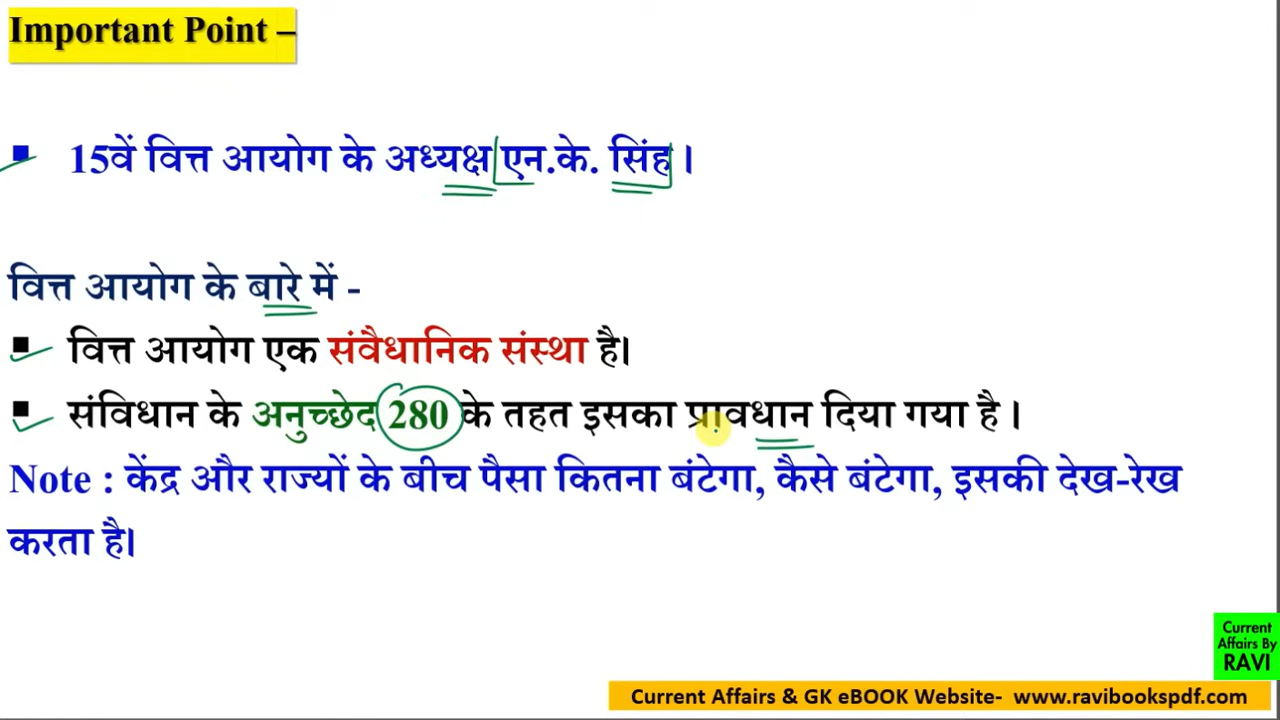 Important Point –
▪ 15वें वित्त आयोग के अध्यक्ष एन.के. सिंह ।
वित्त आयोग के बारे में -
▪ वित्त आयोग एक संवैधानिक संस्था है।
▪ संविधान के अनुच्छेद 280 के तहत इसका प्रावधान दिया गया है ।
Note : केंद्र और राज्यों के बीच पैसा कितना बंटेगा, कैसे बंटेगा, इसकी देख-रेख
करता है।
Current
Affairs By
RAVI
Current Affairs & GK eBOOK Website- www.ravibookspdf.com